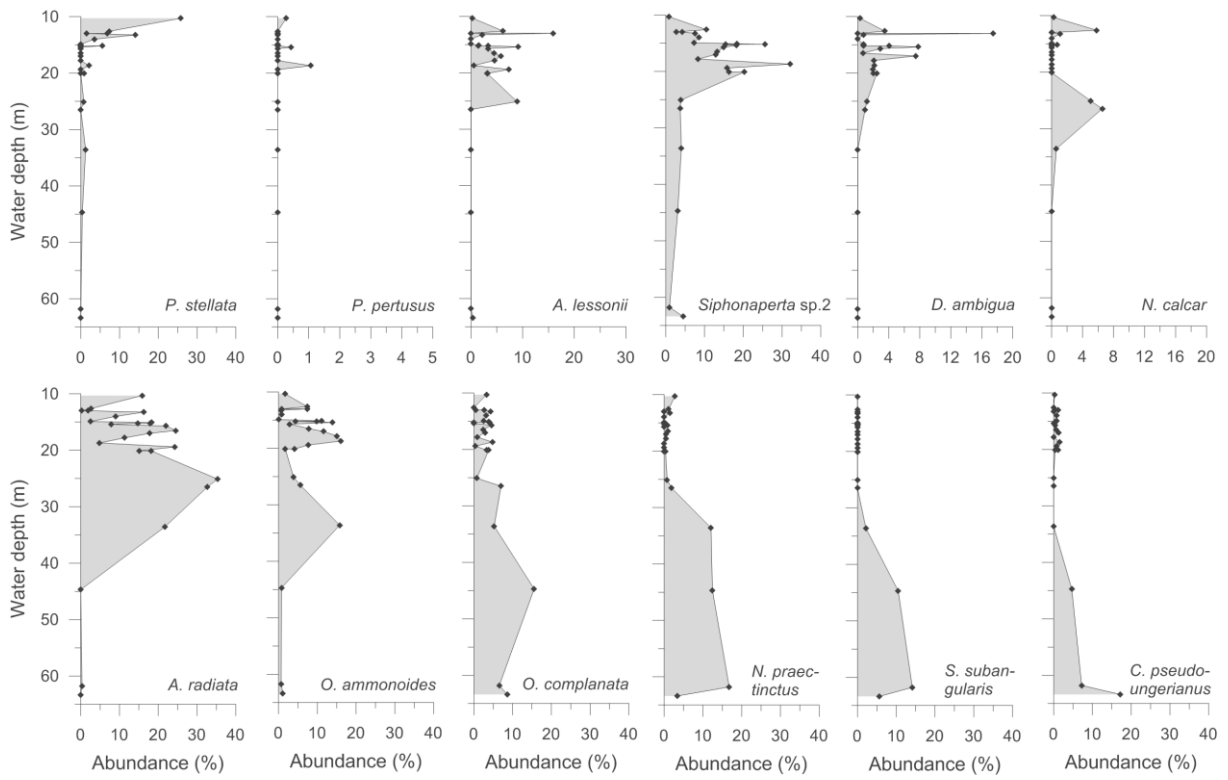 10
20
30
40
50
60
Water depth (m)
P. stellata
0 10 20 30 40
P. pertusus
0 1 2 3 4 5
A. lessonii
0 10 20 30
Siphonaperta sp.2
0 10 20 30 40
D. ambigua
0 4 8 12 16 20
N. calcar
0 4 8 12 16 20
10
20
30
40
50
60
Water depth (m)
A. radiata
0 10 20 30 40
Abundance (%)
O. ammonoides
0 10 20 30 40
Abundance (%)
O. complanata
0 10 20 30 40
Abundance (%)
N. praec-
tinctus
0 10 20 30 40
Abundance (%)
S. suban-
gularis
0 10 20 30 40
Abundance (%)
C. pseudo-
ungerianus
0 10 20 30 40
Abundance (%)